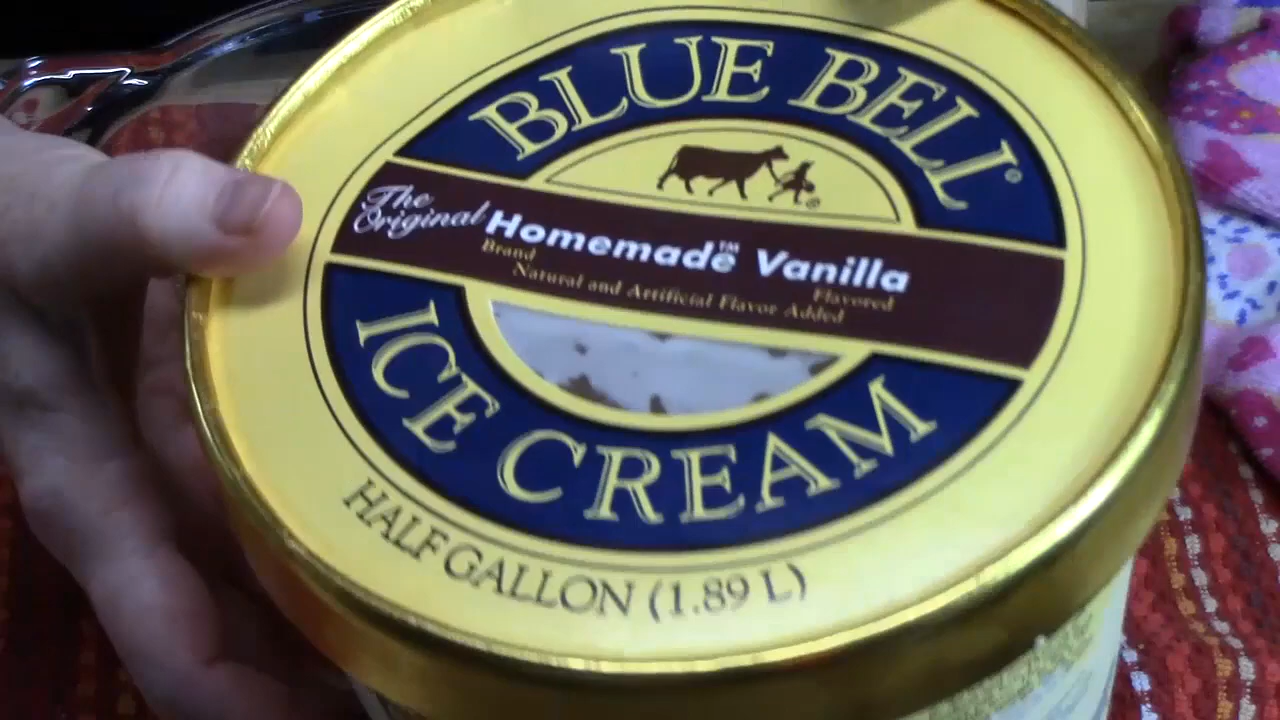 BLUE BELL®
The
Original
Homemade™ Vanilla
Brand
Flavored
Natural and Artificial Flavor Added
ICE CREAM
HALF GALLON (1.89 L)